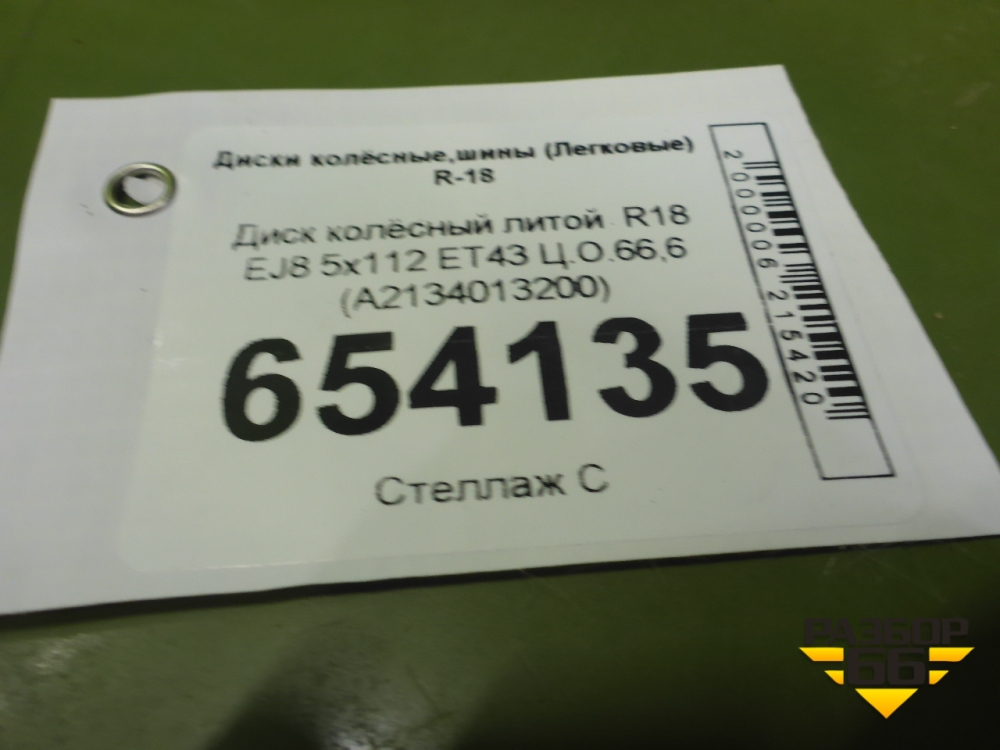 Диски колёсные,шины (Легковые)
R-18
Диск колёсный литой R18
EJ8 5x112 ET43 Ц.О.66,6
(A2134013200)
654135
Стеллаж С
2000006215420
РАЗБОР
66